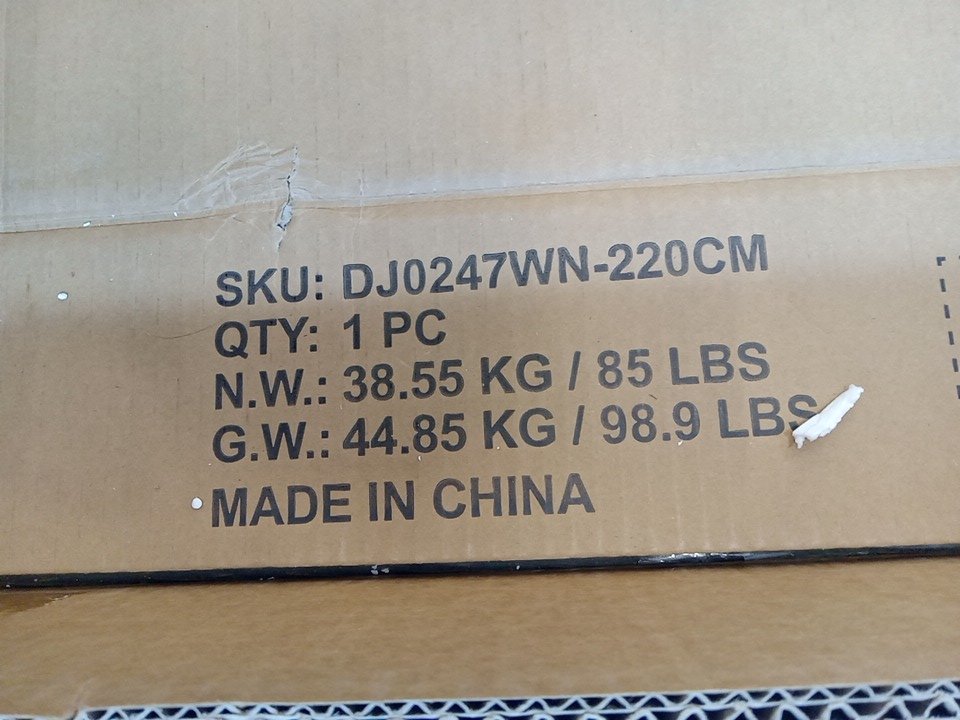 SKU: DJ0247WN-220CM
QTY: 1 PC
N.W.: 38.55 KG / 85 LBS
G.W.: 44.85 KG / 98.9 LBS
MADE IN CHINA